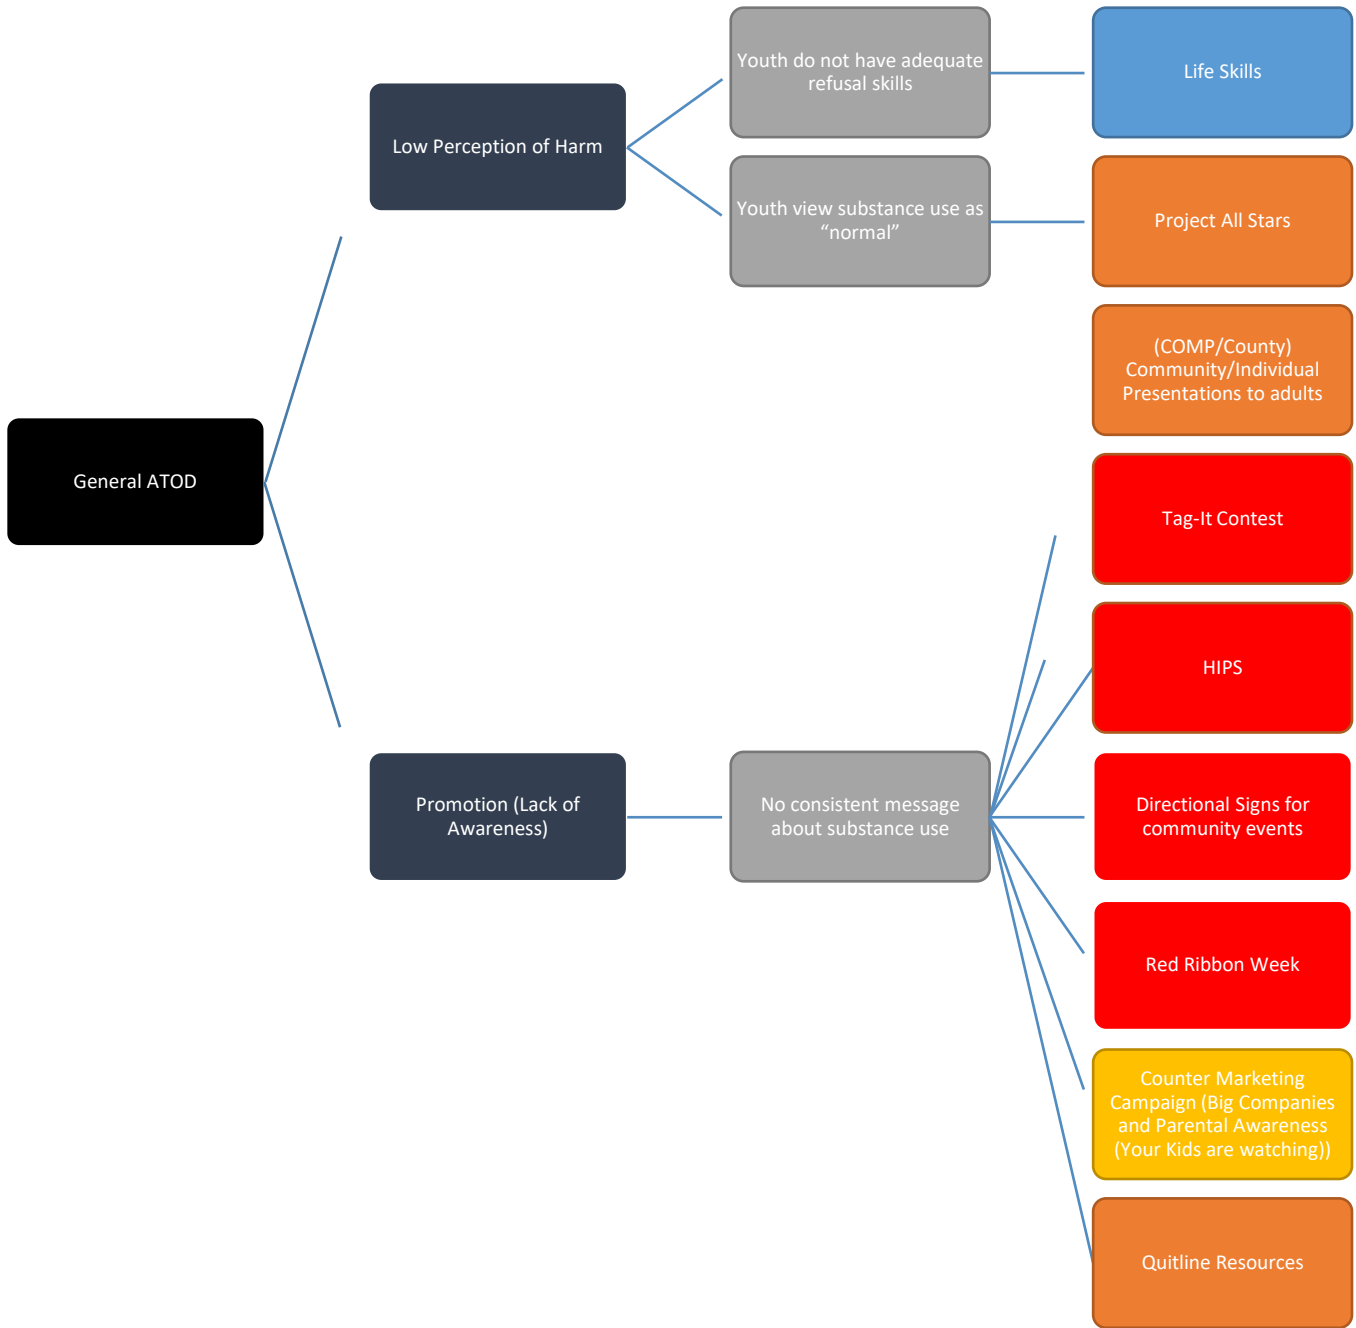 Youth do not have adequate
refusal skills
Life Skills
Low Perception of Harm
Youth view substance use as
“normal”
Project All Stars
(COMP/County)
Community/Individual
Presentations to adults
General ATOD
Tag-It Contest
HIPS
Promotion (Lack of
Awareness)
No consistent message
about substance use
Directional Signs for
community events
Red Ribbon Week
Counter Marketing
Campaign (Big Companies
and Parental Awareness
(Your Kids are watching))
Quitline Resources